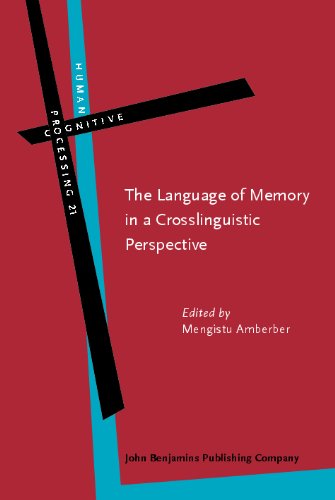 HUMAN
COGNITIVE
PROCESSING 21
The Language of Memory
in a Crosslinguistic
Perspective
Edited by
Mengistu Amberber
John Benjamins Publishing Company